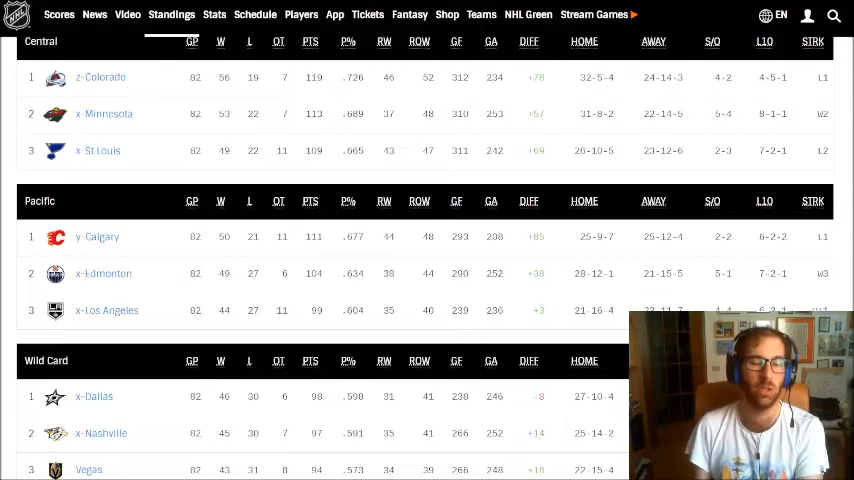 Scores News Video Standings Stats Schedule Players App Tickets Fantasy Shop Teams NHL Green Stream Games EN
Central GP W L OT PTS P% RW ROW GF GA DIFF HOME AWAY S/O L10 STRK
1 z-Colorado 82 56 19 7 119 .726 46 52 312 234 +78 32-5-4 24-14-3 4-2 4-5-1 L1
2 x-Minnesota 82 53 22 7 113 .689 37 48 310 253 +57 31-8-2 22-14-5 5-4 8-1-1 W2
3 x-St Louis 82 49 22 11 109 .665 43 47 311 242 +69 26-10-5 23-12-6 2-3 7-2-1 L2
Pacific GP W L OT PTS P% RW ROW GF GA DIFF HOME AWAY S/O L10 STRK
1 y-Calgary 82 50 21 11 111 .677 44 48 293 208 +85 25-9-7 25-12-4 2-2 6-2-2 L1
2 x-Edmonton 82 49 27 6 104 .634 38 44 290 252 +38 28-12-1 21-15-5 5-1 7-2-1 W3
3 x-Los Angeles 82 44 27 11 99 .604 35 40 239 236 +3 21-16-4
Wild Card GP W L OT PTS P% RW ROW GF GA DIFF HOME
1 x-Dallas 82 46 30 6 98 .598 31 41 238 246 -8 27-10-4
2 x-Nashville 82 45 30 7 97 .591 35 41 266 252 +14 25-14-2
3 Vegas 82 43 31 8 94 .573 34 39 266 248 +18 22-15-4